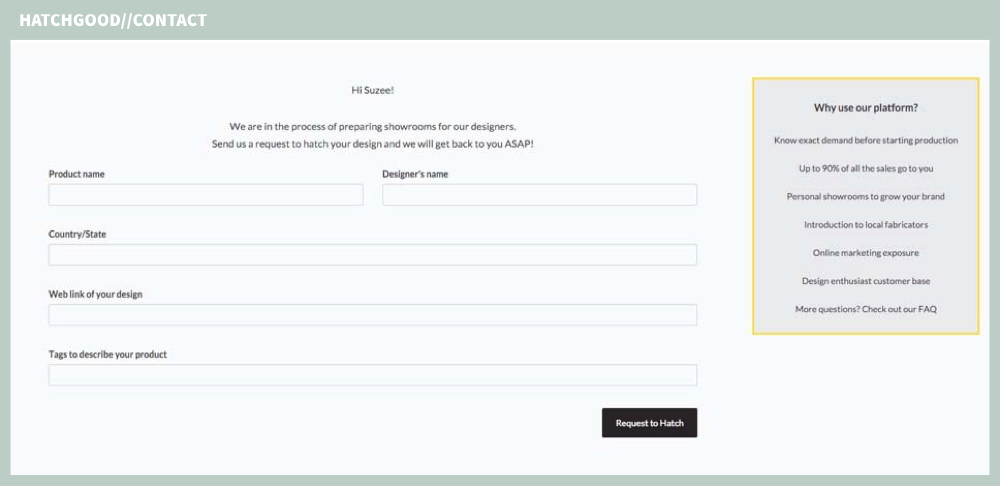 HATCHGOOD//CONTACT
Hi Suzee!
We are in the process of preparing showrooms for our designers.
Send us a request to hatch your design and we will get back to you ASAP!
Product name
Designer's name
Country/State
Web link of your design
Tags to describe your product
Request to Hatch
Why use our platform?
Know exact demand before starting production
Up to 90% of all the sales go to you
Personal showrooms to grow your brand
Introduction to local fabricators
Online marketing exposure
Design enthusiast customer base
More questions? Check out our FAQ